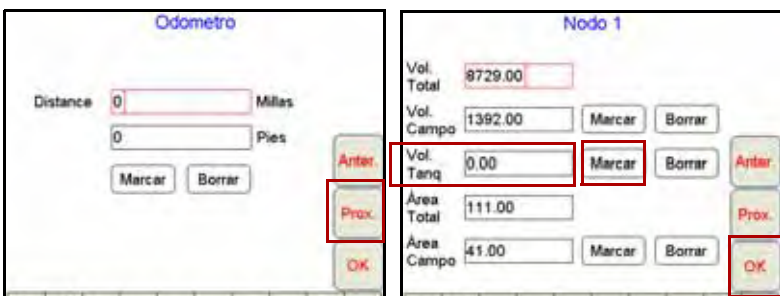 Odometro
Distance 0 Millas
0 Pies
Marcar Borrar
Anter.
Prox.
OK
Nodo 1
Vol. Total 8729.00
Vol. Campo 1392.00 Marcar Borrar
Vol. Tanq 0.00 Marcar Borrar
Área Total 111.00
Área Campo 41.00 Marcar Borrar
Anter.
Prox.
OK